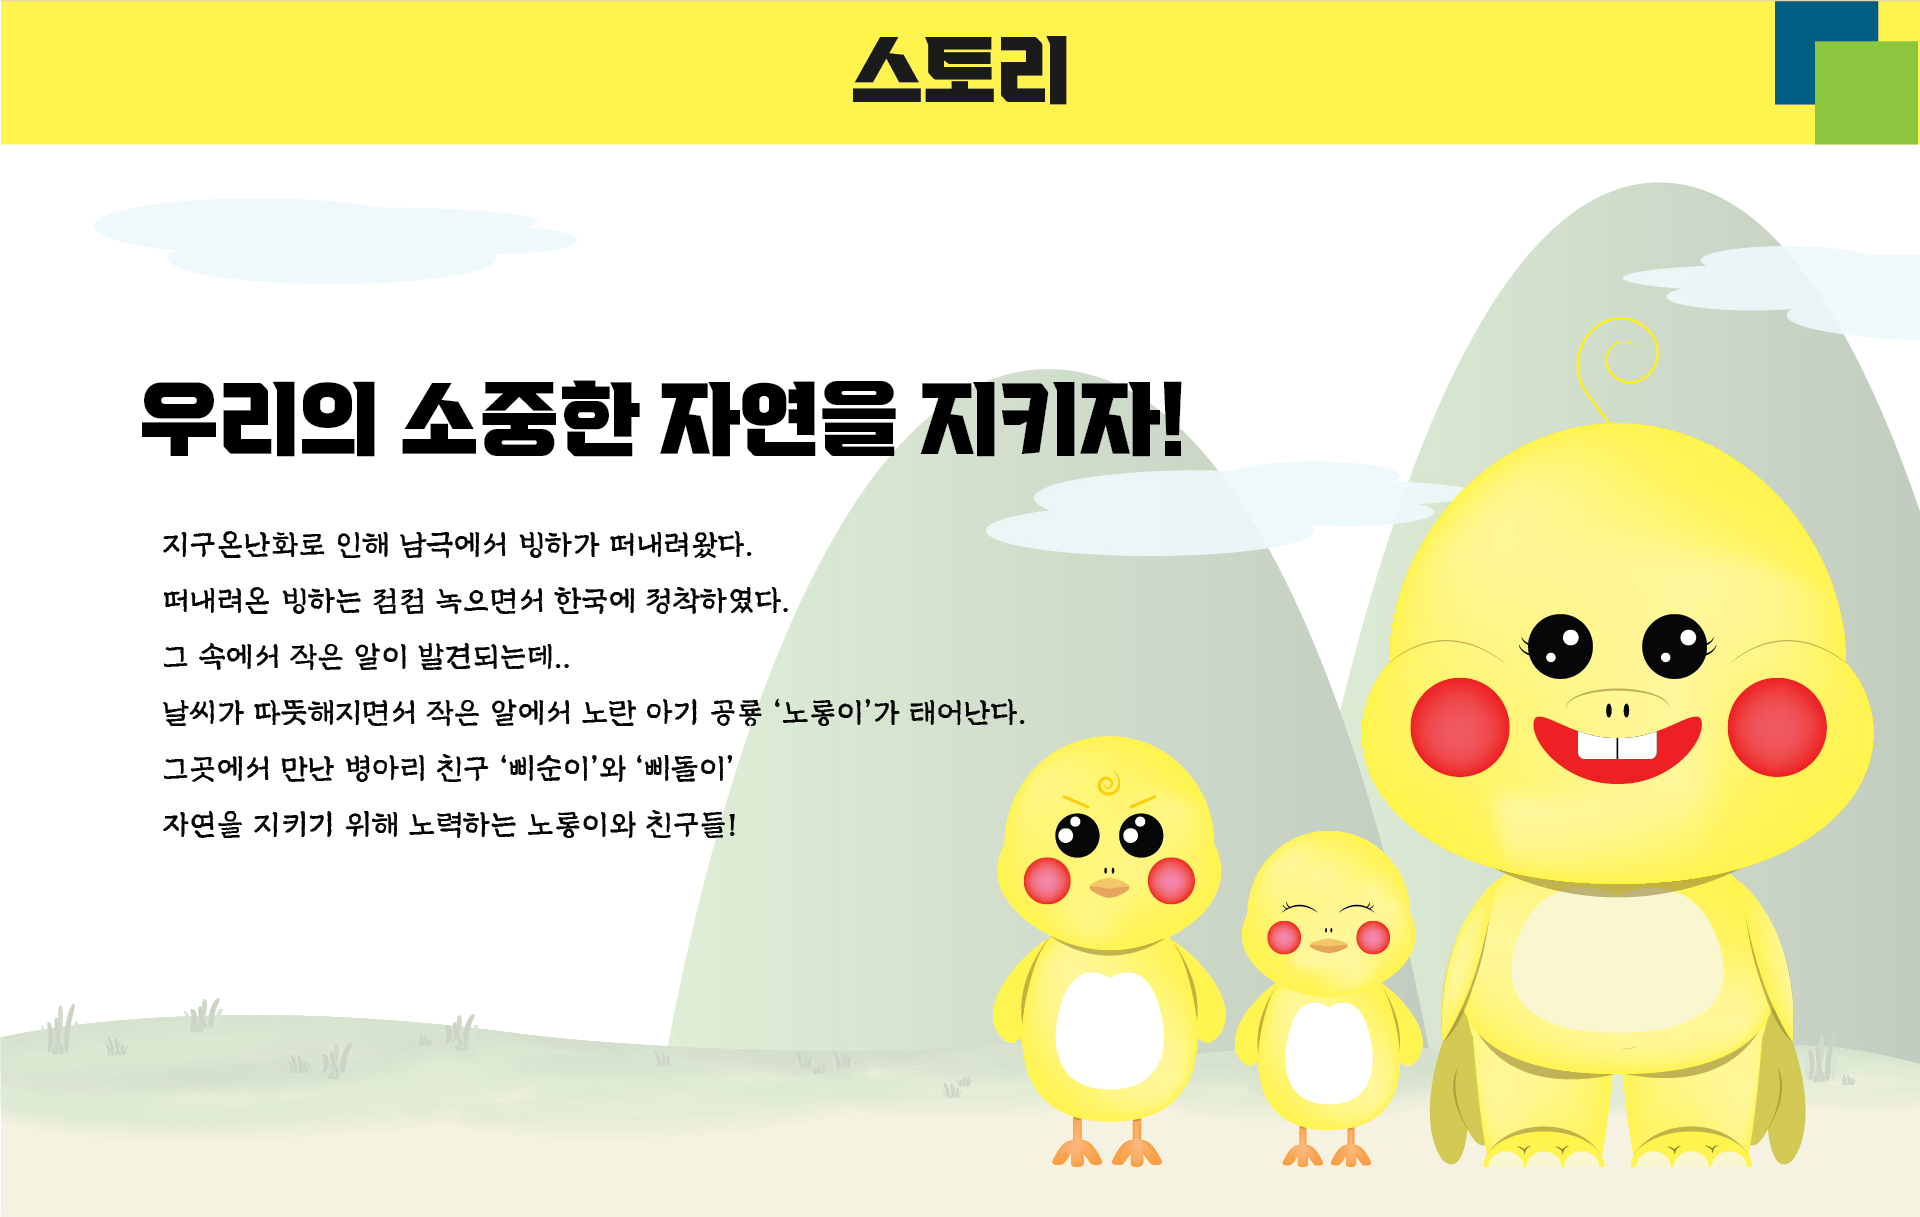 스토리
우리의 소중한 자연을 지키자!
지구온난화로 인해 남극에서 빙하가 떠내려왔다.
떠내려온 빙하는 점점 녹으면서 한국에 정착하였다.
그 속에서 작은 알이 발견되는데..
날씨가 따뜻해지면서 작은 알에서 노란 아기 공룡 ‘노롱이’가 태어난다.
그곳에서 만난 병아리 친구 ‘삐순이’와 ‘삐돌이’
자연을 지키기 위해 노력하는 노롱이와 친구들!